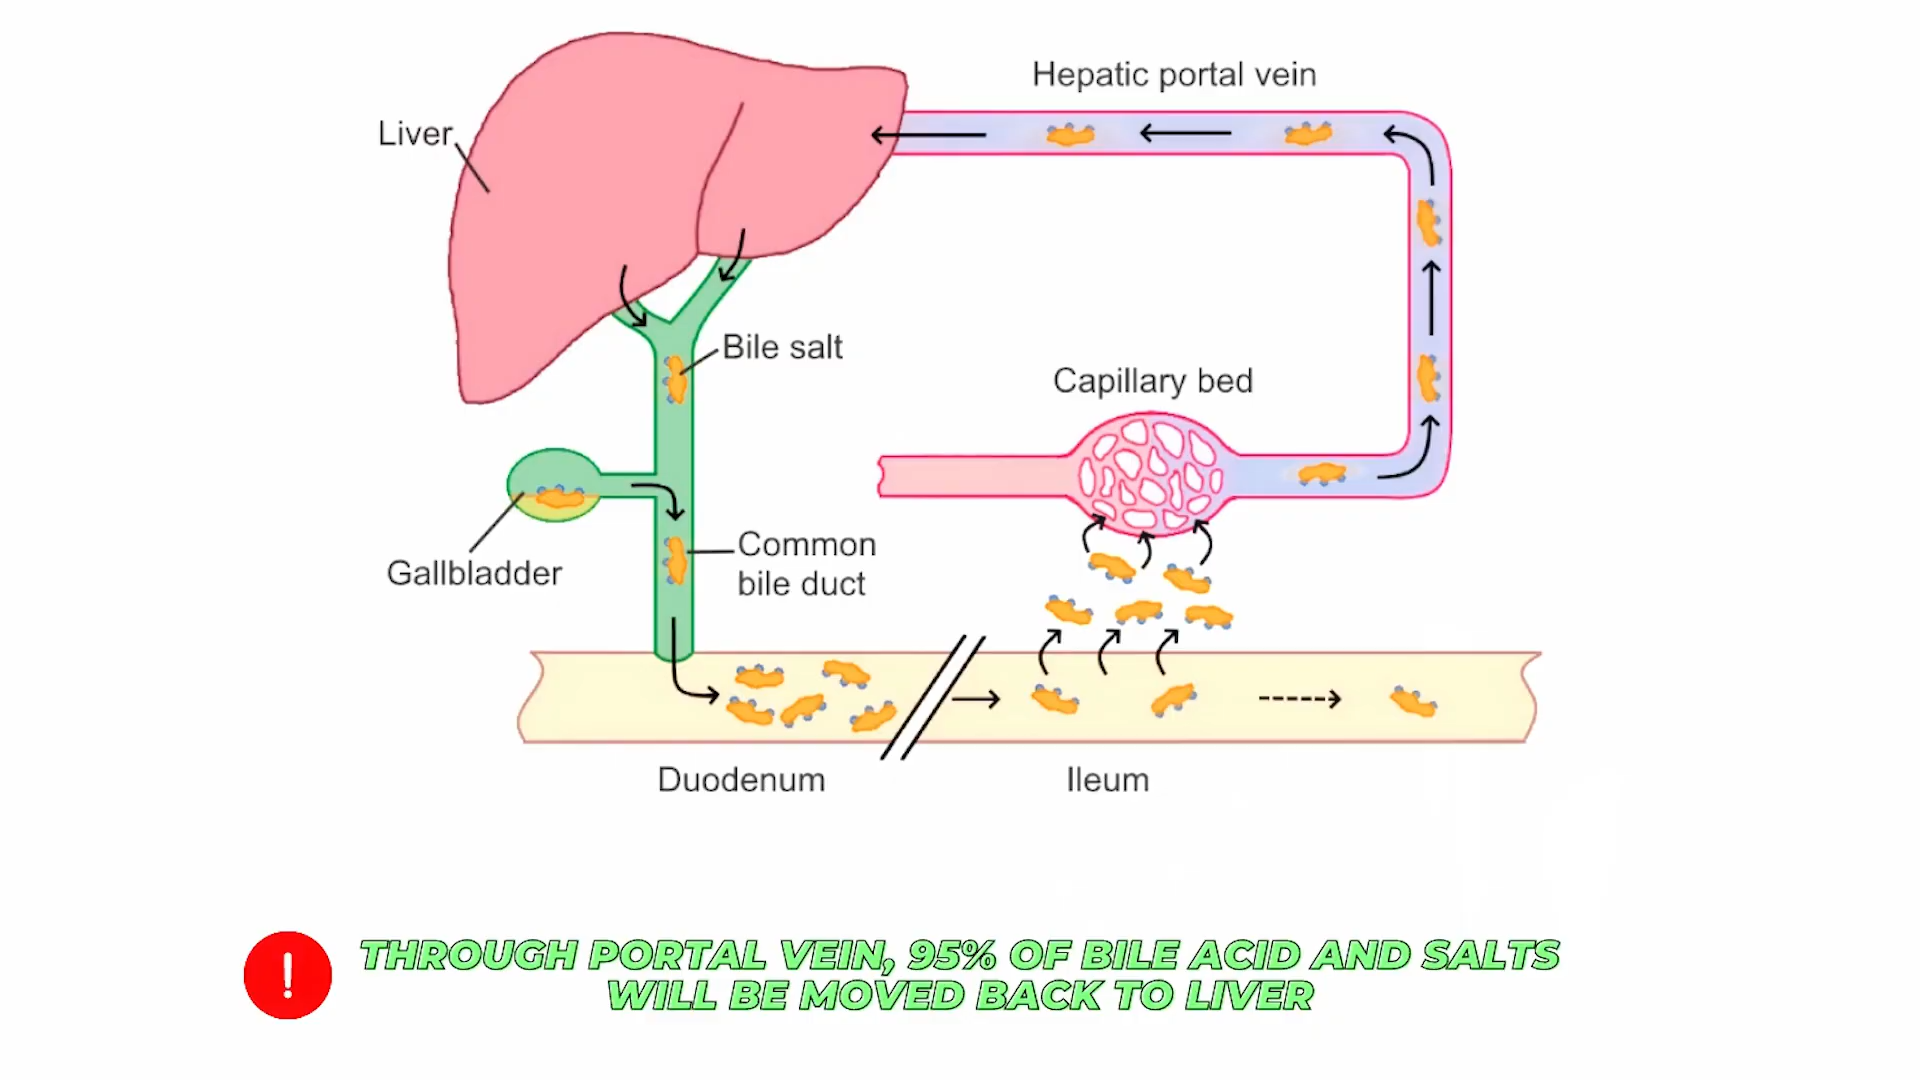 Hepatic portal vein
Liver
Bile salt
Capillary bed
Gallbladder
Common
bile duct
Duodenum
Ileum
!
THROUGH PORTAL VEIN, 95% OF BILE ACID AND SALTS
WILL BE MOVED BACK TO LIVER